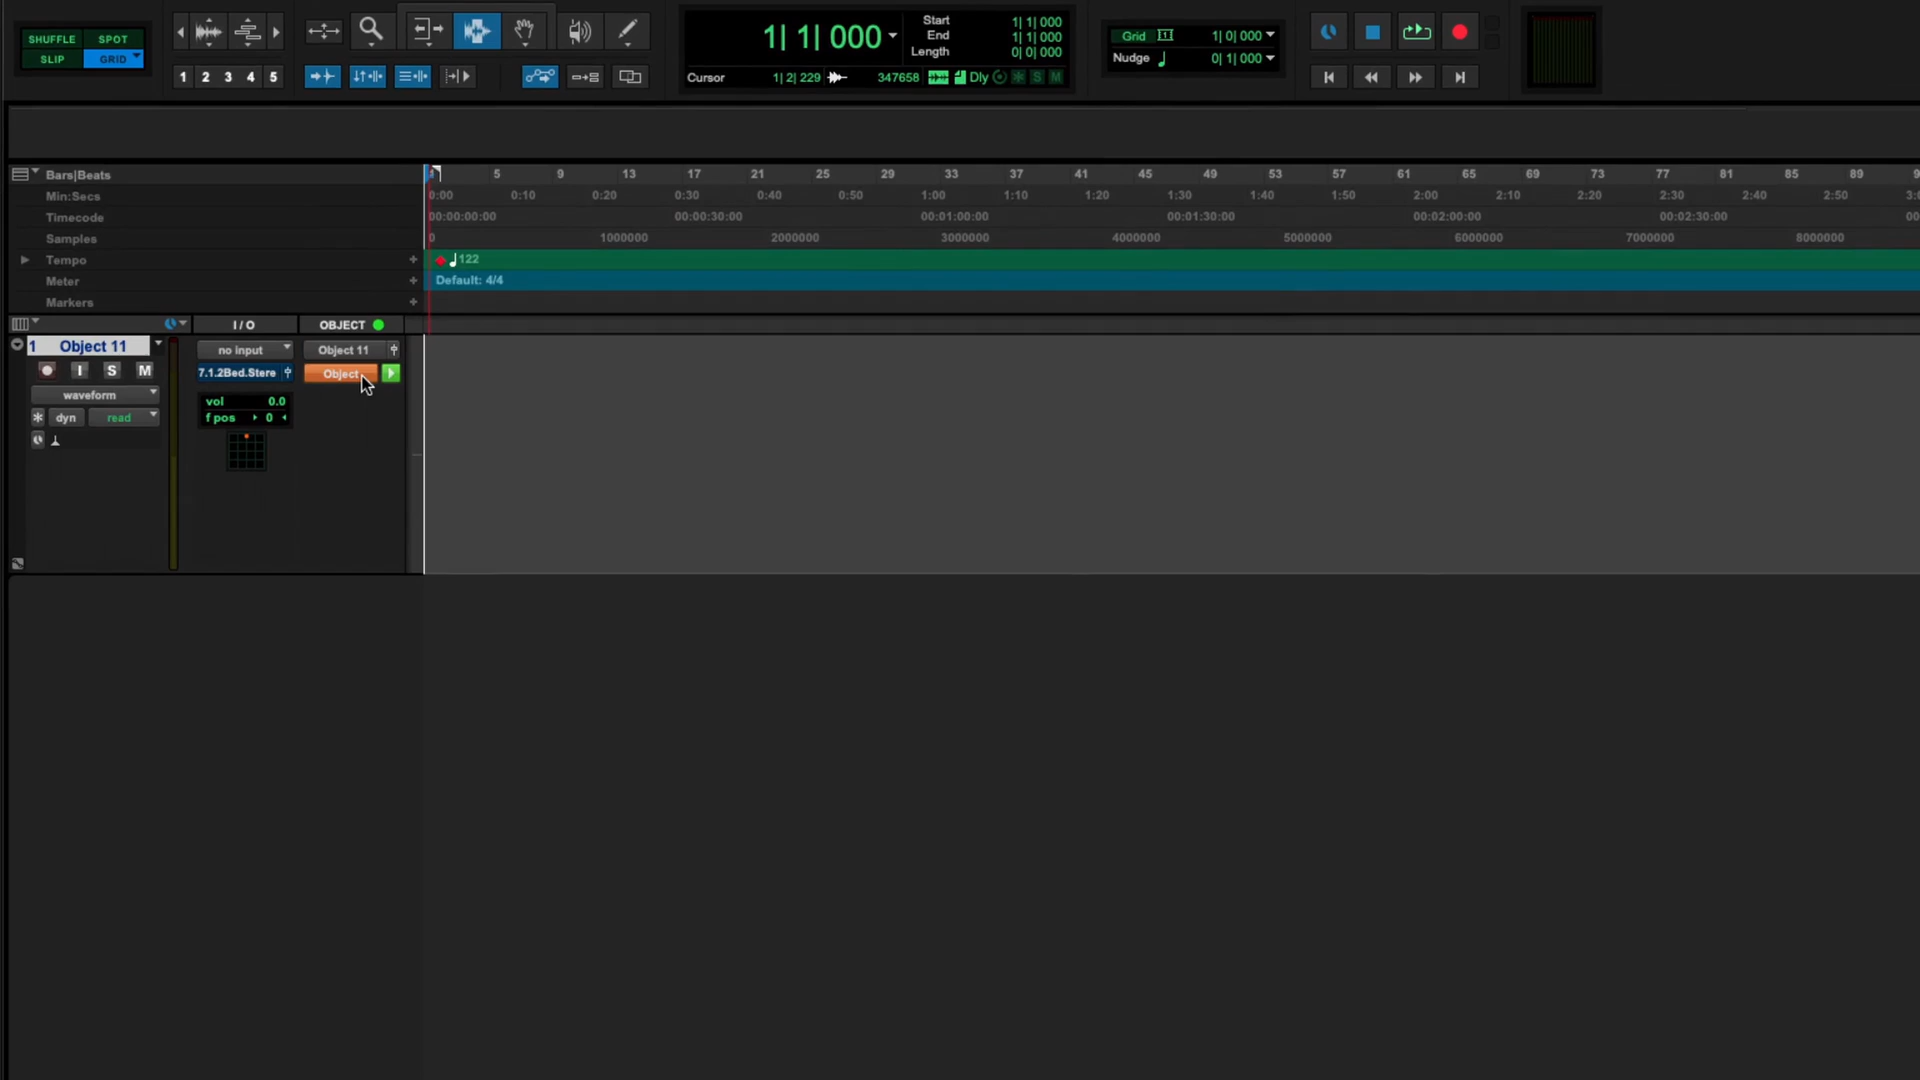 SHUFFLE SPOT
SLIP GRID
1 2 3 4 5
1| 1| 000
Start 1| 1| 000
End 1| 1| 000
Length 0| 0| 000
Cursor 1| 2| 229 347658 Dly S M
Grid 1| 0| 000
Nudge 0| 1| 000
Bars|Beats 1 5 9 13 17 21 25 29 33 37 41 45 49 53 57 61 65 69 73 77 81 85 89
Min:Secs 0:00 0:10 0:20 0:30 0:40 0:50 1:00 1:10 1:20 1:30 1:40 1:50 2:00 2:10 2:20 2:30 2:40 2:50
Timecode 00:00:00:00 00:00:30:00 00:01:00:00 00:01:30:00 00:02:00:00 00:02:30:00
Samples 0 1000000 2000000 3000000 4000000 5000000 6000000 7000000 8000000
Tempo + 122
Meter + Default: 4/4
Markers +
I / O OBJECT
1 Object 11 no input Object 11
I S M 7.1.2Bed.Stere Object
waveform
vol 0.0
dyn read f pos 0